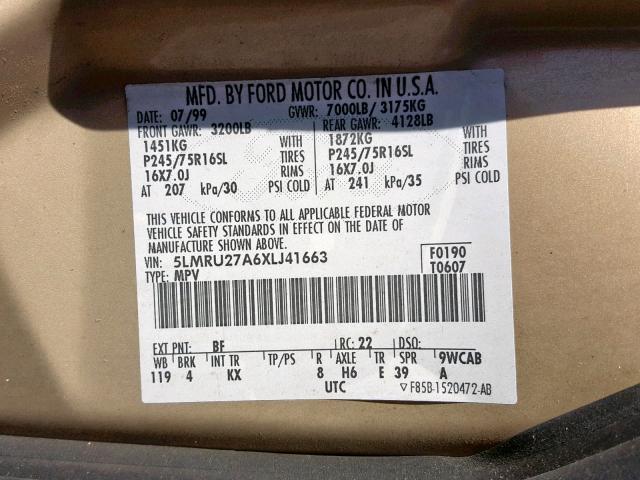 MFD. BY FORD MOTOR CO. IN U.S.A.
DATE: 07/99 GVWR: 7000LB/ 3175KG
FRONT GAWR: 3200LB REAR GAWR: 4128LB
1451KG WITH 1872KG WITH
P245/75R16SL TIRES P245/75R16SL TIRES
16X7.0J RIMS 16X7.0J RIMS
AT 207 kPa/30 PSI COLD AT 241 kPa/35 PSI COLD
THIS VEHICLE CONFORMS TO ALL APPLICABLE FEDERAL MOTOR
VEHICLE SAFETY STANDARDS IN EFFECT ON THE DATE OF
MANUFACTURE SHOWN ABOVE.
VIN: 5LMRU27A6XLJ41663 F0190
TYPE: MPV T0607
EXT PNT: BF RC: 22 DSO:
WB BRK INT TR TP/PS R AXLE TR SPR 9WCAB
119 4 KX 8 H6 E 39 A
UTC ▽ F85B-1520472-AB